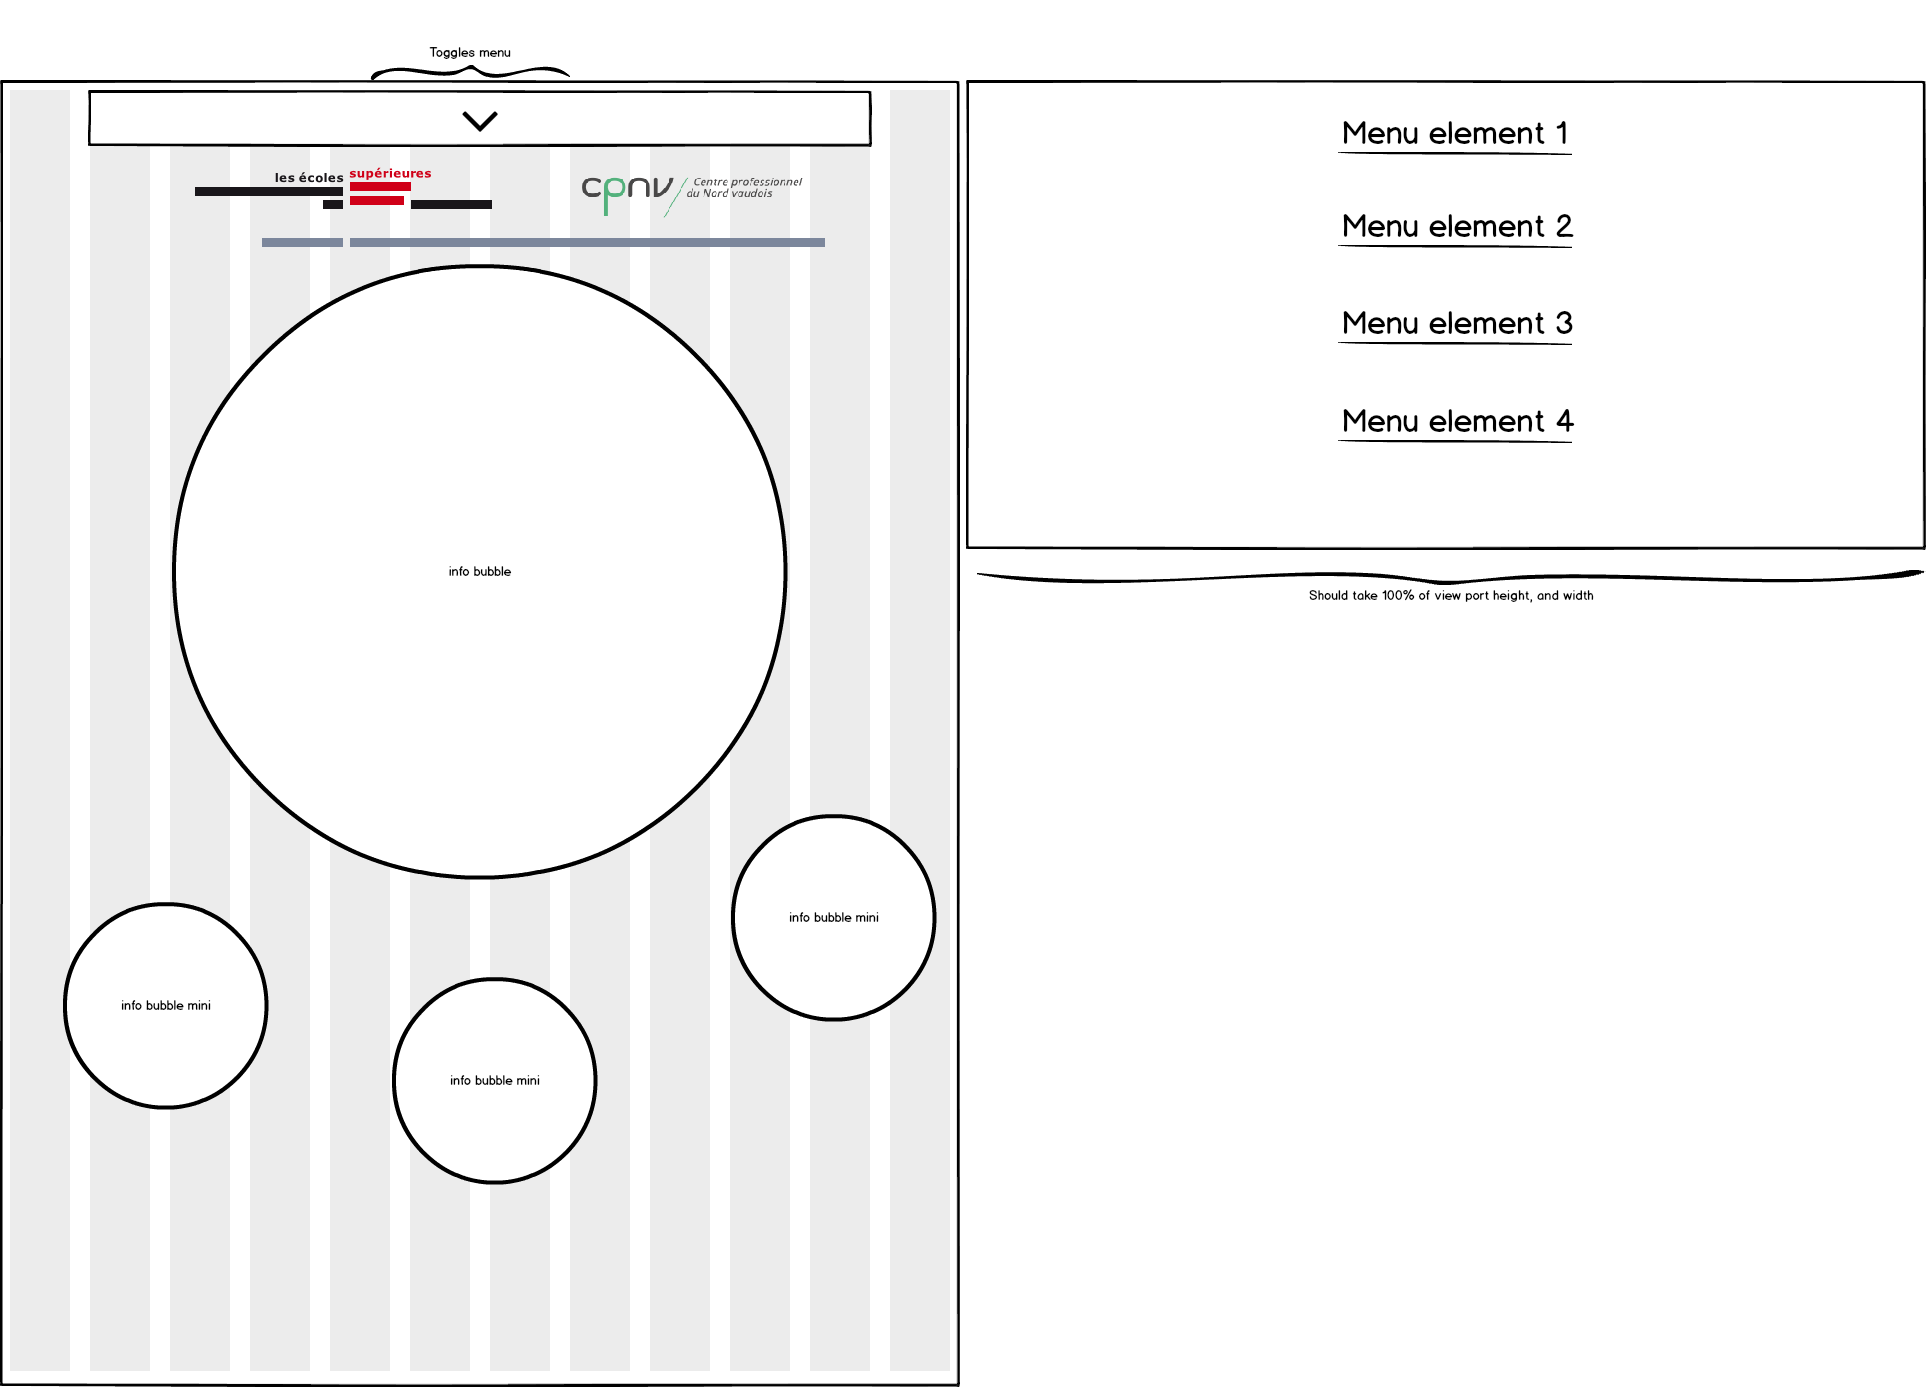 Toggles menu
les écoles supérieures
cpnv Centre professionnel
du Nord vaudois
info bubble
info bubble mini
info bubble mini
info bubble mini
Menu element 1
Menu element 2
Menu element 3
Menu element 4
Should take 100% of view port height, and width